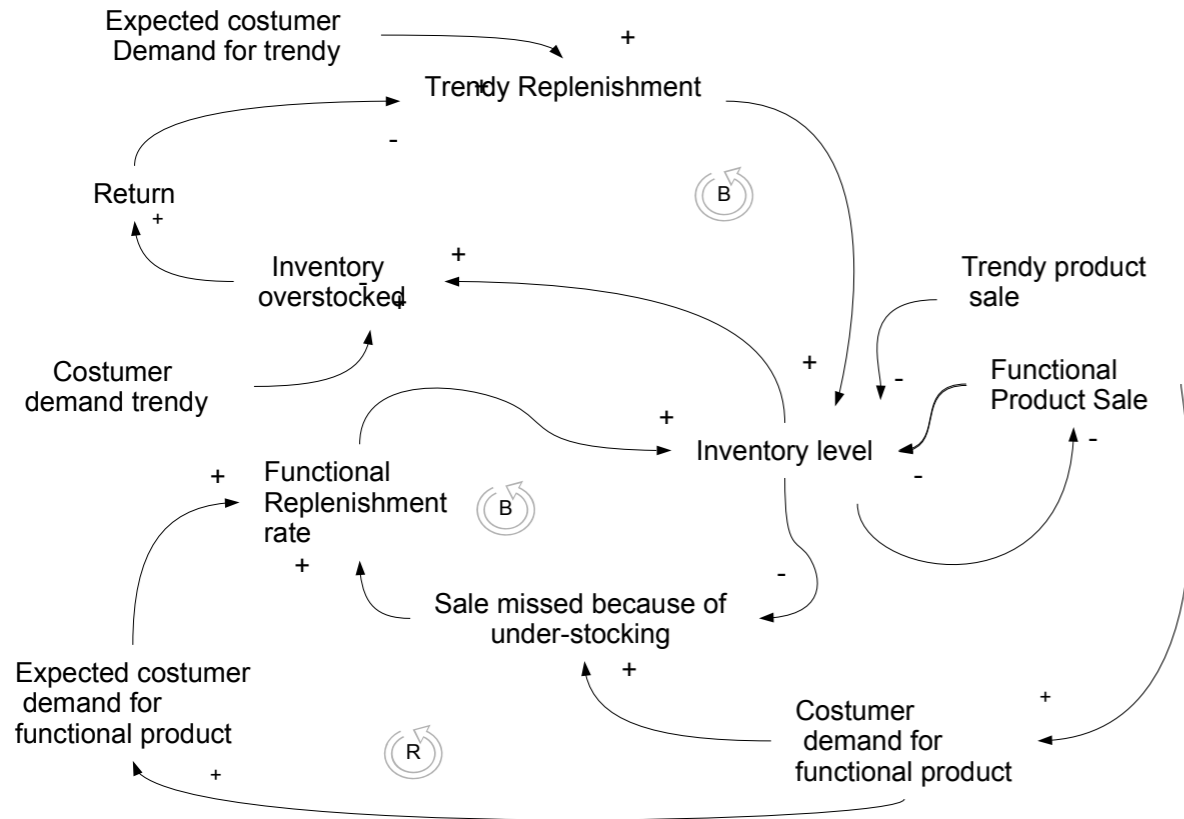 Expected costumer
Demand for trendy
+
Trendy Replenishment
+
-
B
Return
+
Inventory
overstocked
-
+
+
Trendy product
sale
Costumer
demand trendy
+
-
Functional
Product Sale
-
+
Inventory level
-
+
Functional
Replenishment
rate
+
B
-
Sale missed because of
under-stocking
+
Expected costumer
demand for
functional product
+
R
Costumer
demand for
functional product
+